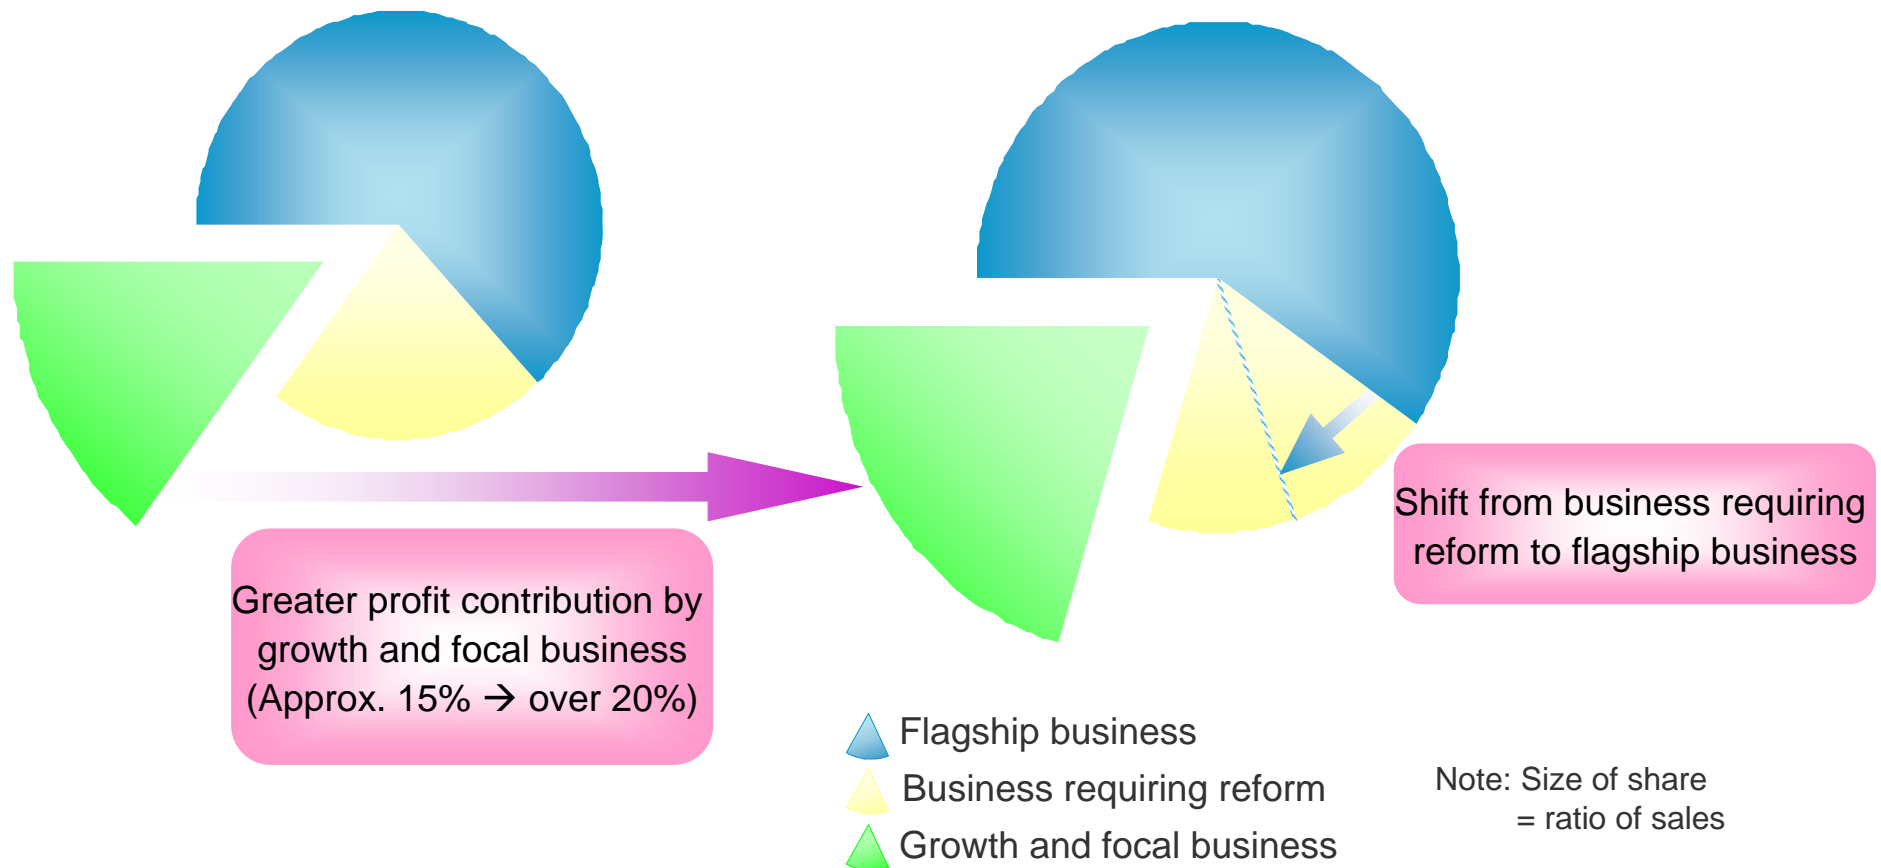 Greater profit contribution by
growth and focal business
(Approx. 15% → over 20%)
Shift from business requiring
reform to flagship business
Flagship business
Business requiring reform
Growth and focal business
Note: Size of share
= ratio of sales